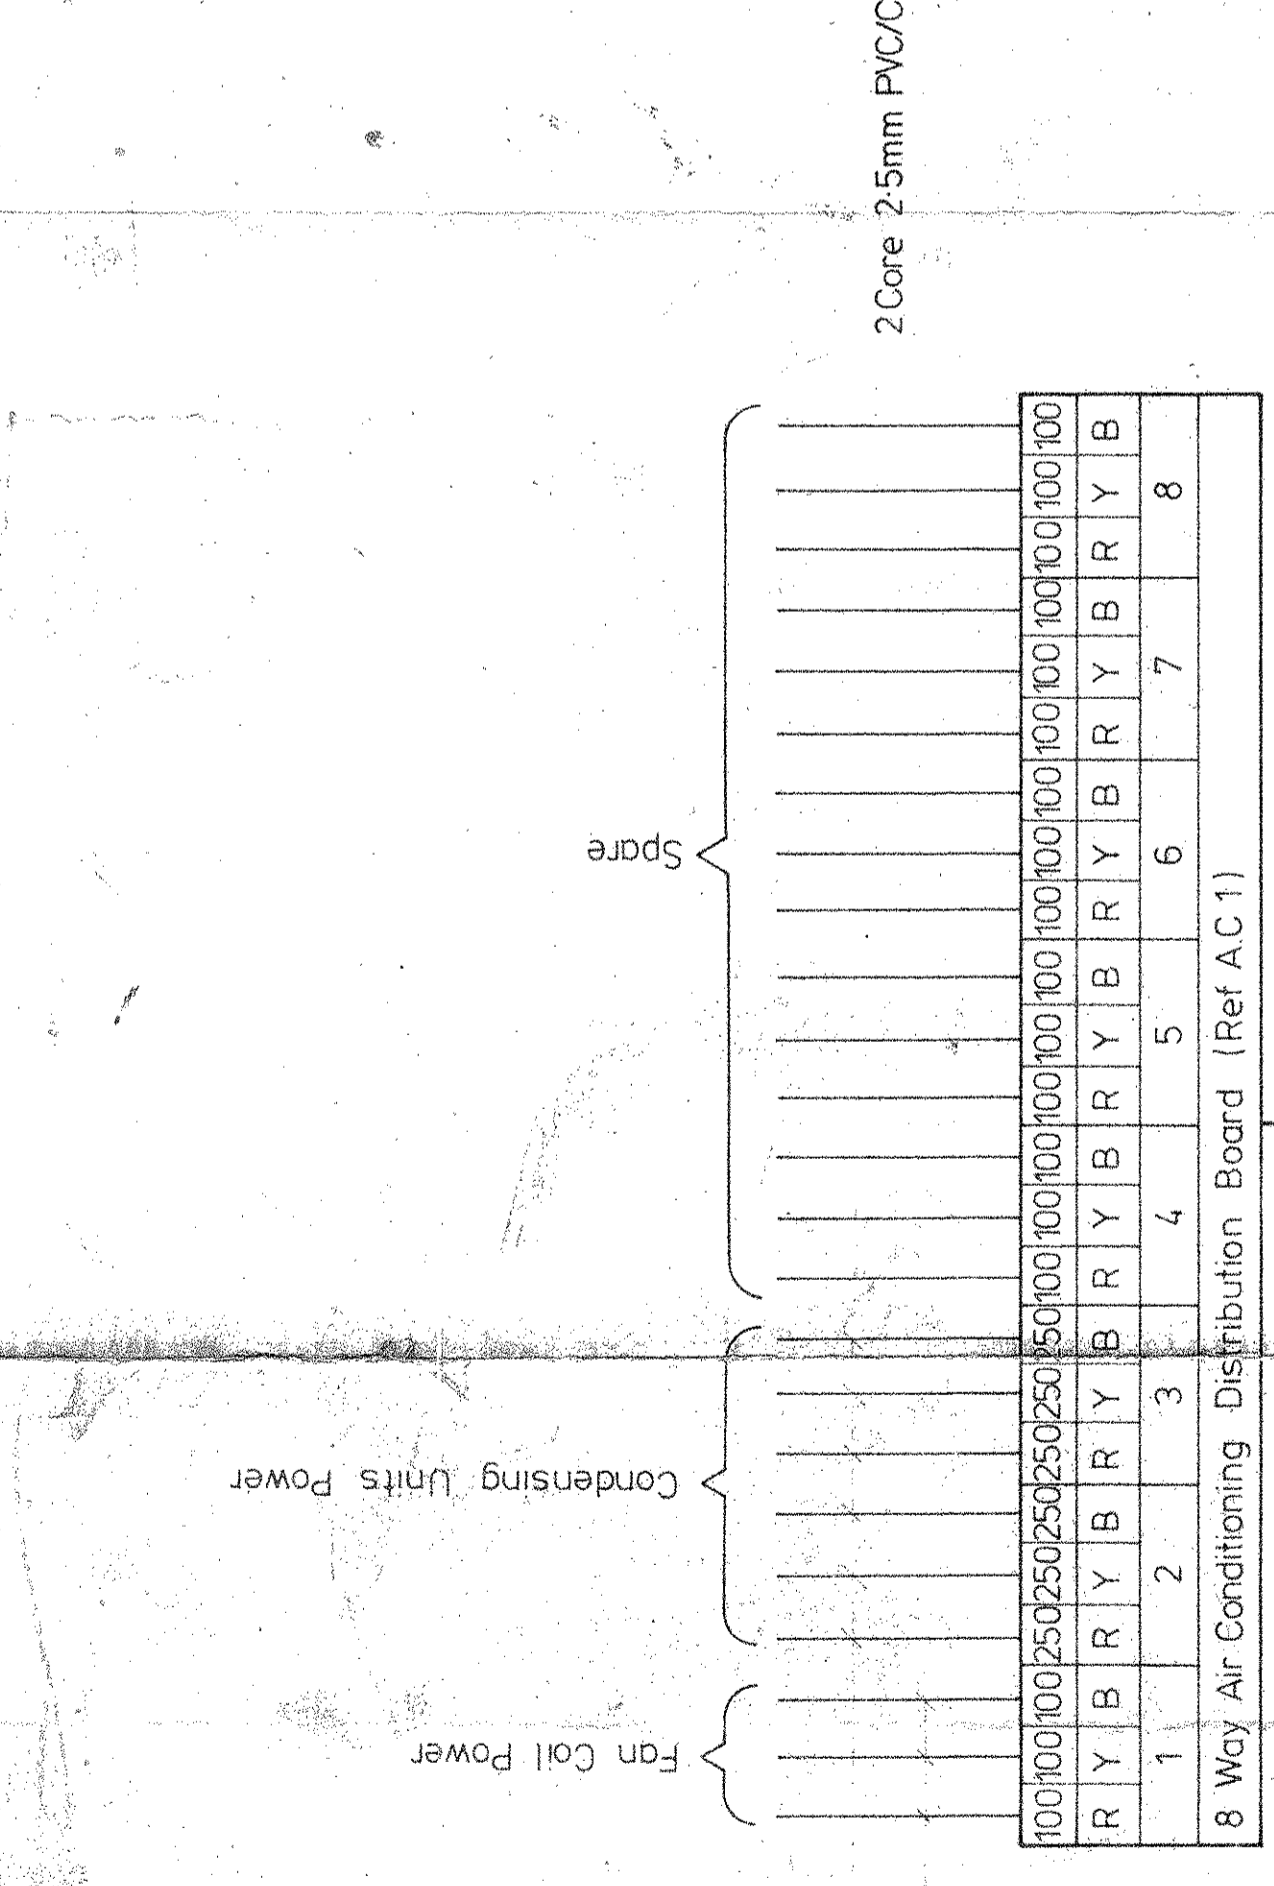 2 Core 2·5mm PVC/C
Spare
Condensing Units Power
Fan Coil Power
100 100 100 250 250 250 250 250 250 100 100 100 100 100 100 100 100 100 100 100 100 100 100 100
R Y B R Y B R Y B R Y B R Y B R Y B R Y B R Y B
1 2 3 4 5 6 7 8
8 Way Air Conditioning Distribution Board (Ref A.C 1)